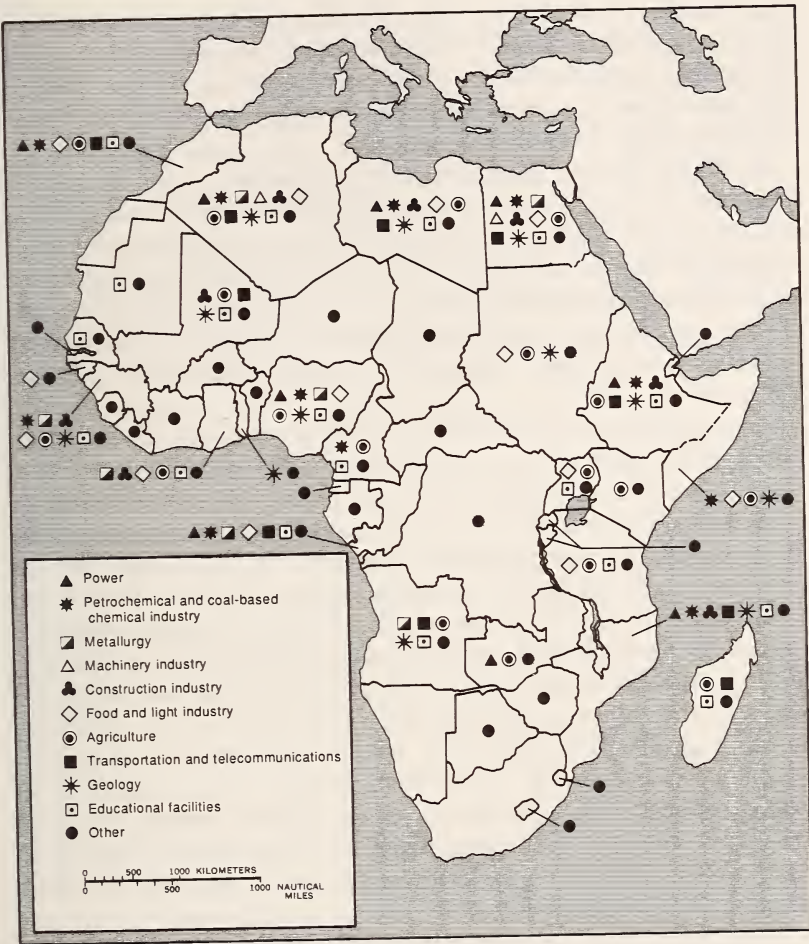 Power
Petrochemical and coal-based
chemical industry
Metallurgy
Machinery industry
Construction industry
Food and light industry
Agriculture
Transportation and telecommunications
Geology
Educational facilities
Other
0 500 1000 KILOMETERS
0 500 1000 NAUTICAL
MILES